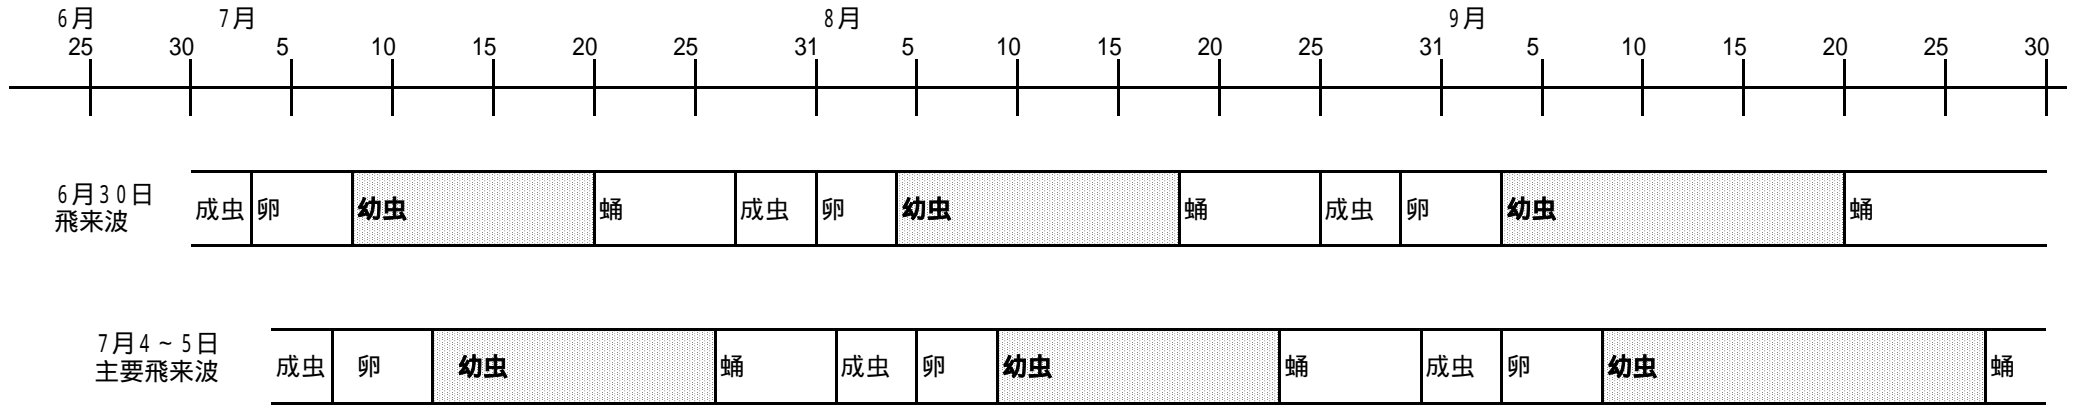 6月 7月 8月 9月
25 30 5 10 15 20 25 31 5 10 15 20 25 31 5 10 15 20 25 30
6月30日
飛来波
成虫 卵 幼虫 蛹 成虫 卵 幼虫 蛹 成虫 卵 幼虫 蛹
7月4~5日
主要飛来波
成虫 卵 幼虫 蛹 成虫 卵 幼虫 蛹 成虫 卵 幼虫 蛹